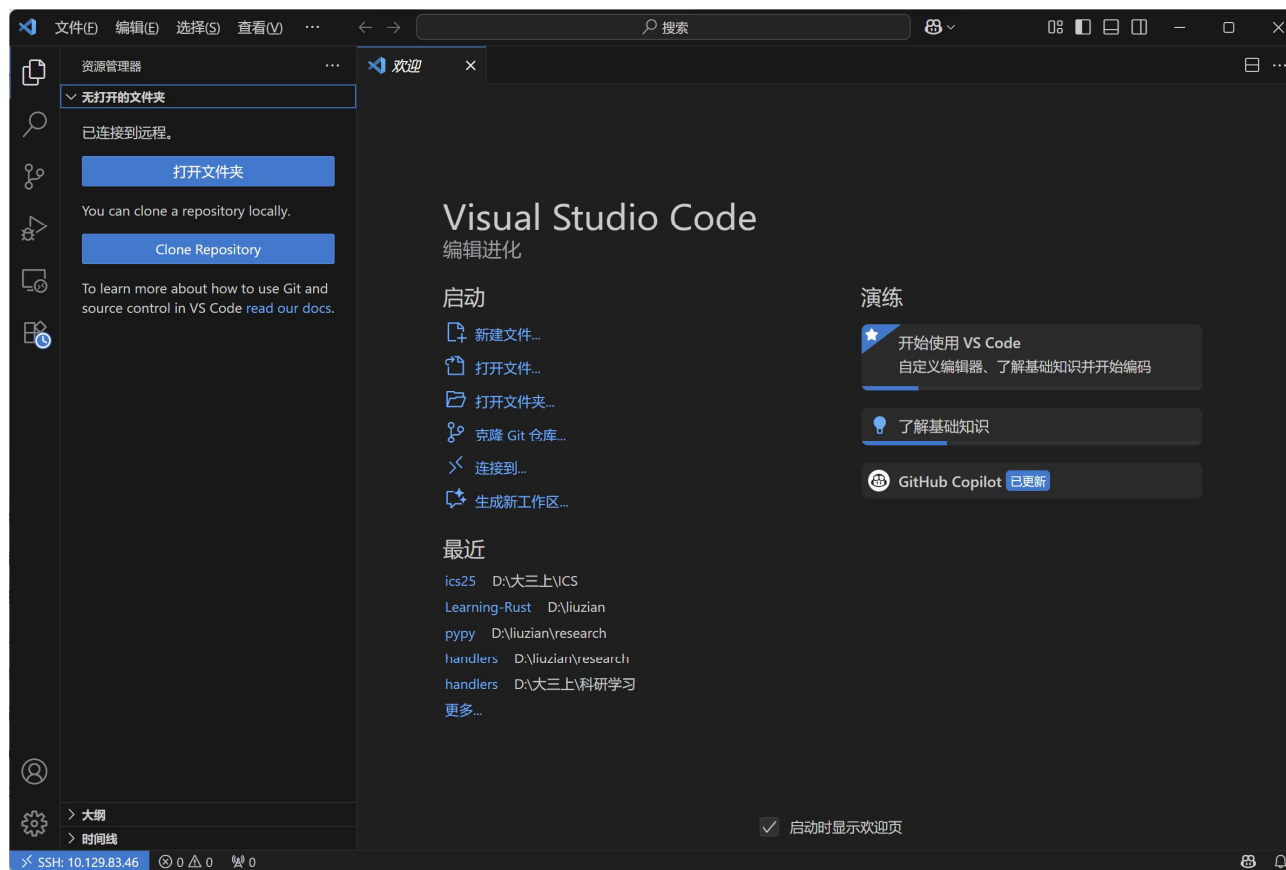 文件(F) 编辑(E) 选择(S) 查看(V) ··· 搜索
资源管理器 ···
欢迎
无打开的文件夹
已连接到远程。
打开文件夹
You can clone a repository locally.
Clone Repository
To learn more about how to use Git and
source control in VS Code read our docs.
Visual Studio Code
编辑进化
启动
新建文件...
打开文件...
打开文件夹...
克隆 Git 仓库...
连接到...
生成新工作区...
最近
ics25 D:\大三上\ICS
Learning-Rust D:\liuzian
pypy D:\liuzian\research
handlers D:\liuzian\research
handlers D:\大三上\科研学习
更多...
演练
开始使用 VS Code
自定义编辑器、了解基础知识并开始编码
了解基础知识
GitHub Copilot 已更新
大纲
时间线
启动时显示欢迎页
SSH: 10.129.83.46 0 0 0